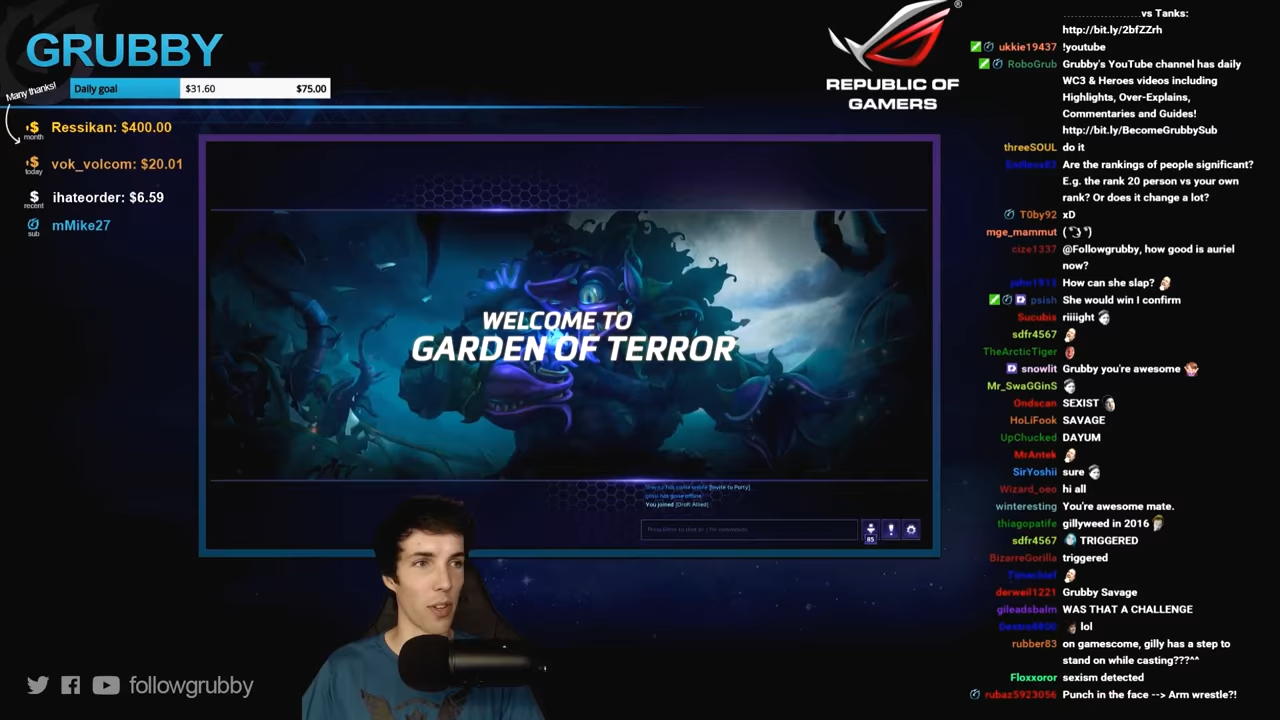 GRUBBY
Many thanks!
Daily goal
$31.60
$75.00
month
Ressikan: $400.00
today
vok_volcom: $20.01
recent
ihateorder: $6.59
sub
mMike27
REPUBLIC OF
GAMERS
WELCOME TO
GARDEN OF TERROR
has gone offline
You joined [Draft Allied]
85
followgrubby
vs Tanks:
http://bit.ly/2bfZZrh
ukkie19437 !youtube
RoboGrub Grubby's YouTube channel has daily
WC3 & Heroes videos including
Highlights, Over-Explains,
Commentaries and Guides!
http://bit.ly/BecomeGrubbySub
threeSOUL do it
Are the rankings of people significant?
E.g. the rank 20 person vs your own
rank? Or does it change a lot?
T0by92 xD
mge_mammut
cize1337 @Followgrubby, how good is auriel
now?
How can she slap?
psish She would win I confirm
Sucubis riiiight
sdfr4567
TheArcticTiger
snowlit Grubby you're awesome
Mr_SwaGGinS
Ondscan SEXIST
HoLiFook SAVAGE
UpChucked DAYUM
MrAntek
SirYoshii sure
Wizard_oeo hi all
winteresting You're awesome mate.
thiagopatife gillyweed in 2016
sdfr4567 TRIGGERED
BizarreGorilla triggered
derweil1221 Grubby Savage
gileadsbalm WAS THAT A CHALLENGE
lol
rubber83 on gamescome, gilly has a step to
stand on while casting???^^
Floxxoror sexism detected
rubaz5923056 Punch in the face --> Arm wrestle?!